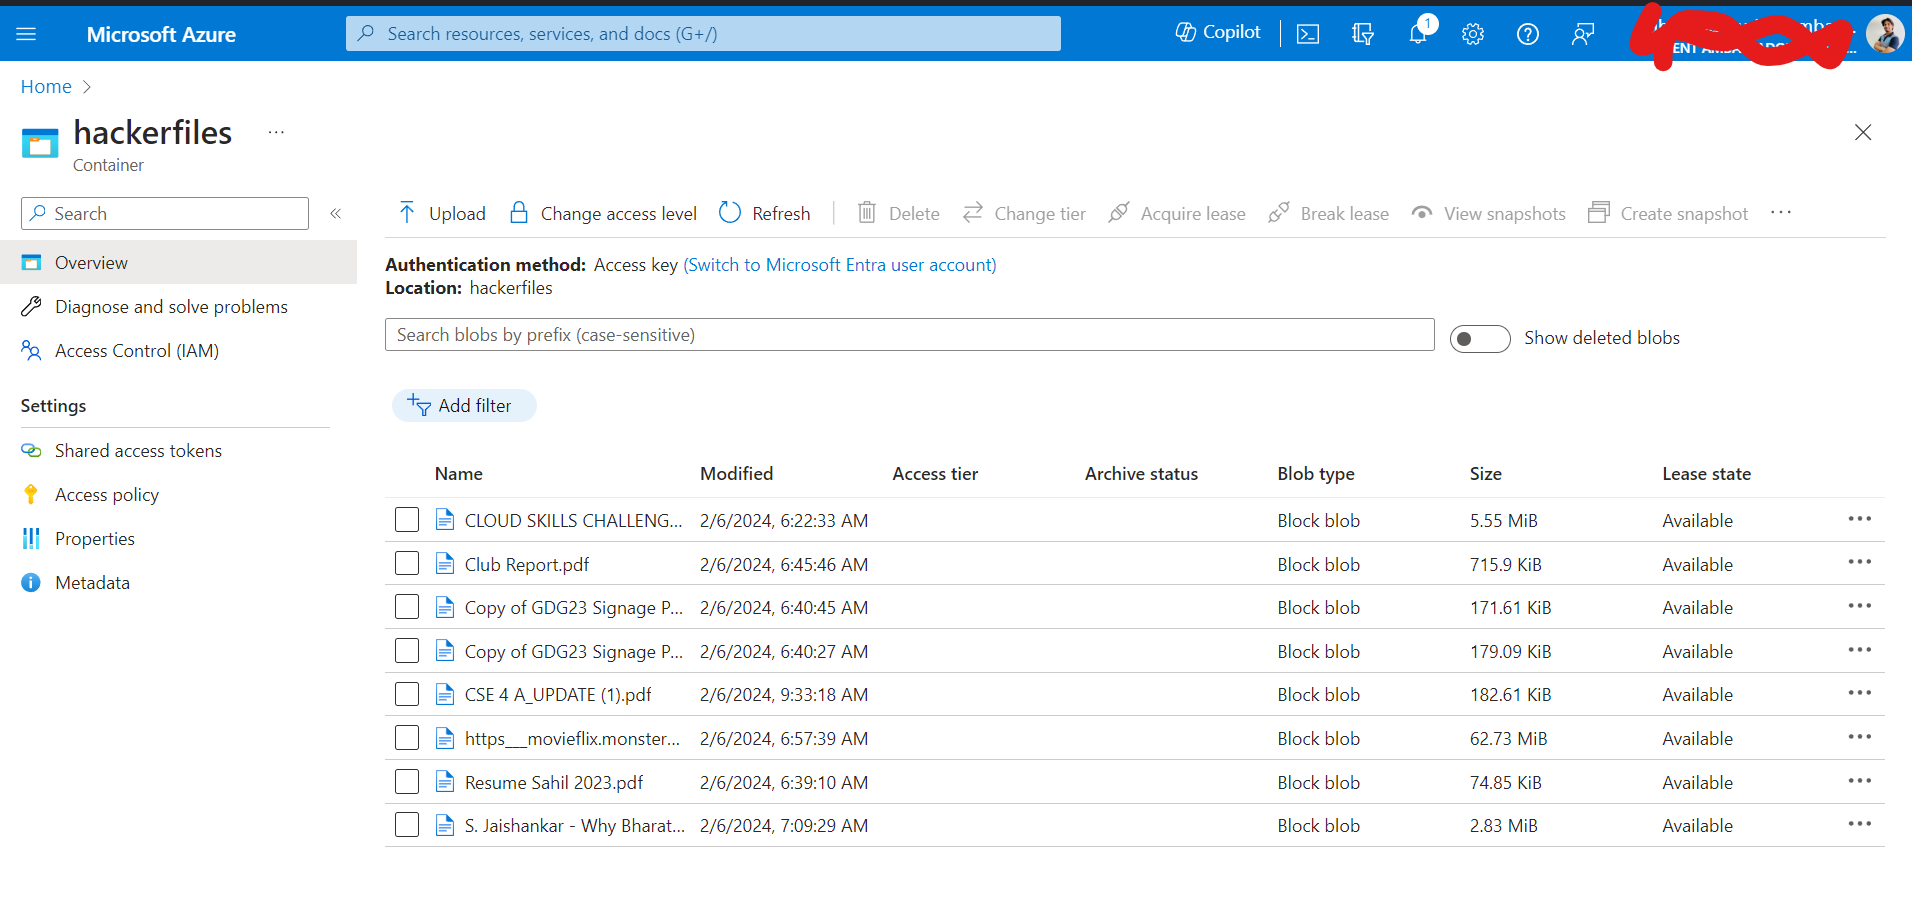 Microsoft Azure
Search resources, services, and docs (G+/)
Copilot
1
Home
hackerfiles
Container
Search
Upload
Change access level
Refresh
Delete
Change tier
Acquire lease
Break lease
View snapshots
Create snapshot
Overview
Diagnose and solve problems
Access Control (IAM)
Settings
Shared access tokens
Access policy
Properties
Metadata
Authentication method: Access key (Switch to Microsoft Entra user account)
Location: hackerfiles
Search blobs by prefix (case-sensitive)
Show deleted blobs
Add filter
Name Modified Access tier Archive status Blob type Size Lease state
CLOUD SKILLS CHALLENG... 2/6/2024, 6:22:33 AM Block blob 5.55 MiB Available
Club Report.pdf 2/6/2024, 6:45:46 AM Block blob 715.9 KiB Available
Copy of GDG23 Signage P... 2/6/2024, 6:40:45 AM Block blob 171.61 KiB Available
Copy of GDG23 Signage P... 2/6/2024, 6:40:27 AM Block blob 179.09 KiB Available
CSE 4 A_UPDATE (1).pdf 2/6/2024, 9:33:18 AM Block blob 182.61 KiB Available
https___movieflix.monster... 2/6/2024, 6:57:39 AM Block blob 62.73 MiB Available
Resume Sahil 2023.pdf 2/6/2024, 6:39:10 AM Block blob 74.85 KiB Available
S. Jaishankar - Why Bharat... 2/6/2024, 7:09:29 AM Block blob 2.83 MiB Available